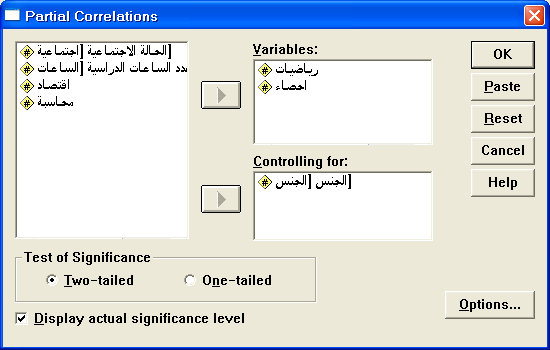 Partial Correlations
الحالة الاجتماعية [اجتماعية]
عدد الساعات الدراسية [الساعات
اقتصاد
محاسبة
Variables:
رياضيات
احصاء
Controlling for:
الجنس [الجنس]
OK
Paste
Reset
Cancel
Help
Test of Significance
Two-tailed
One-tailed
Display actual significance level
Options...